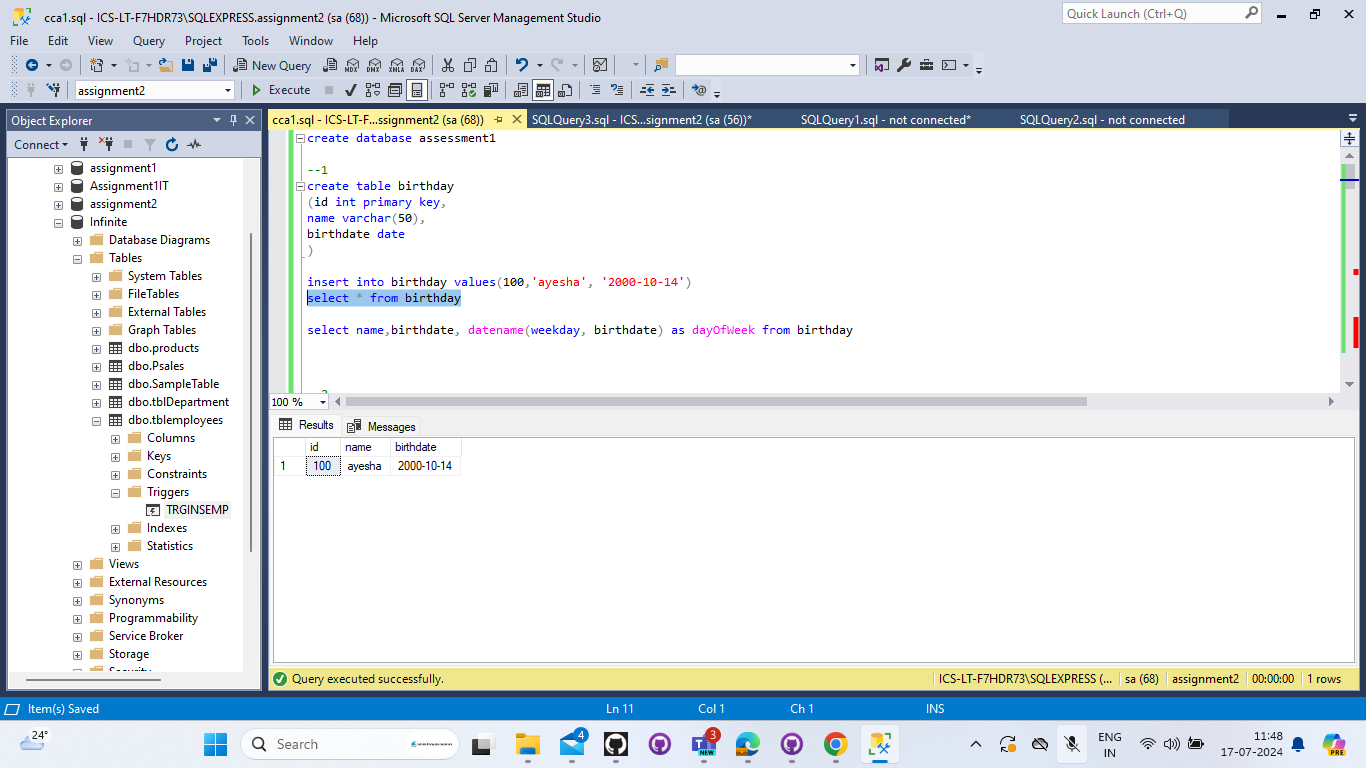 cca1.sql - ICS-LT-F7HDR73\SQLEXPRESS.assignment2 (sa (68)) - Microsoft SQL Server Management Studio
Quick Launch (Ctrl+Q)
File Edit View Query Project Tools Window Help
New Query MDX DMX XMLA DAX
assignment2 Execute
Object Explorer
cca1.sql - ICS-LT-F...ssignment2 (sa (68)) SQLQuery3.sql - ICS...signment2 (sa (56))* SQLQuery1.sql - not connected* SQLQuery2.sql - not connected
Connect
assignment1
Assignment1IT
assignment2
Infinite
Database Diagrams
Tables
System Tables
FileTables
External Tables
Graph Tables
dbo.products
dbo.Psales
dbo.SampleTable
dbo.tblDepartment
dbo.tblemployees
Columns
Keys
Constraints
Triggers
TRGINSEMP
Indexes
Statistics
Views
External Resources
Synonyms
Programmability
Service Broker
Storage
Security
create database assessment1
--1
create table birthday
(id int primary key,
name varchar(50),
birthdate date
)
insert into birthday values(100,'ayesha', '2000-10-14')
select * from birthday
select name,birthdate, datename(weekday, birthdate) as dayOfWeek from birthday
100 %
Results Messages
id name birthdate
1 100 ayesha 2000-10-14
Query executed successfully. ICS-LT-F7HDR73\SQLEXPRESS (... sa (68) assignment2 00:00:00 1 rows
Item(s) Saved Ln 11 Col 1 Ch 1 INS
24° Search 4 3 NEW ENG 11:48
IN 17-07-2024 PRE